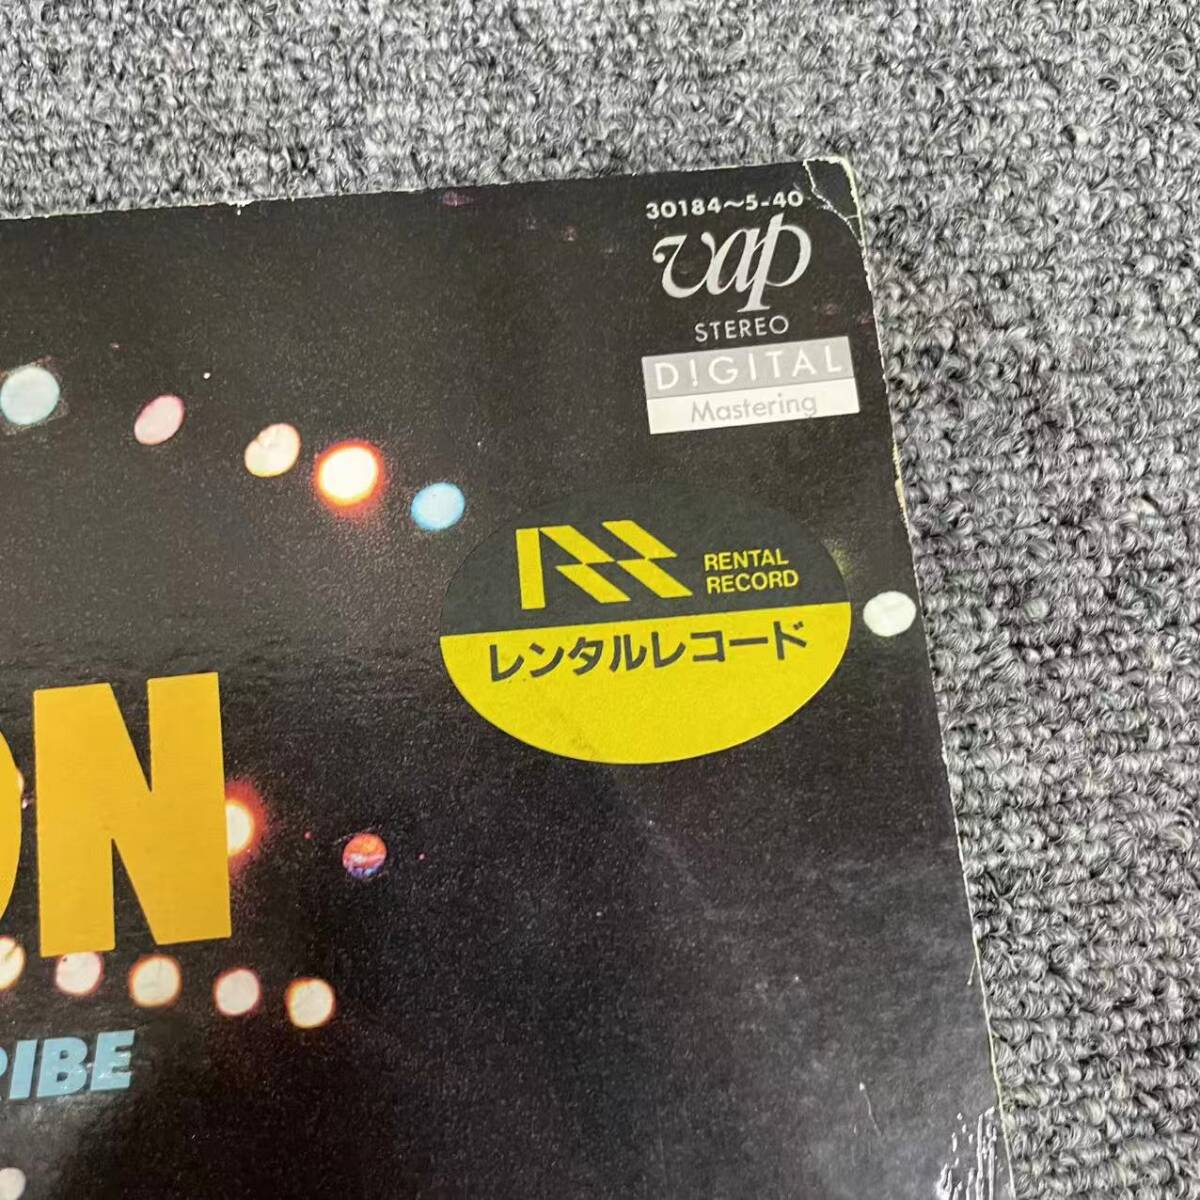 30184～5-40
vap
STEREO
D!GITAL
Mastering
RENTAL
RECORD
レンタルレコード
ON
RIBE